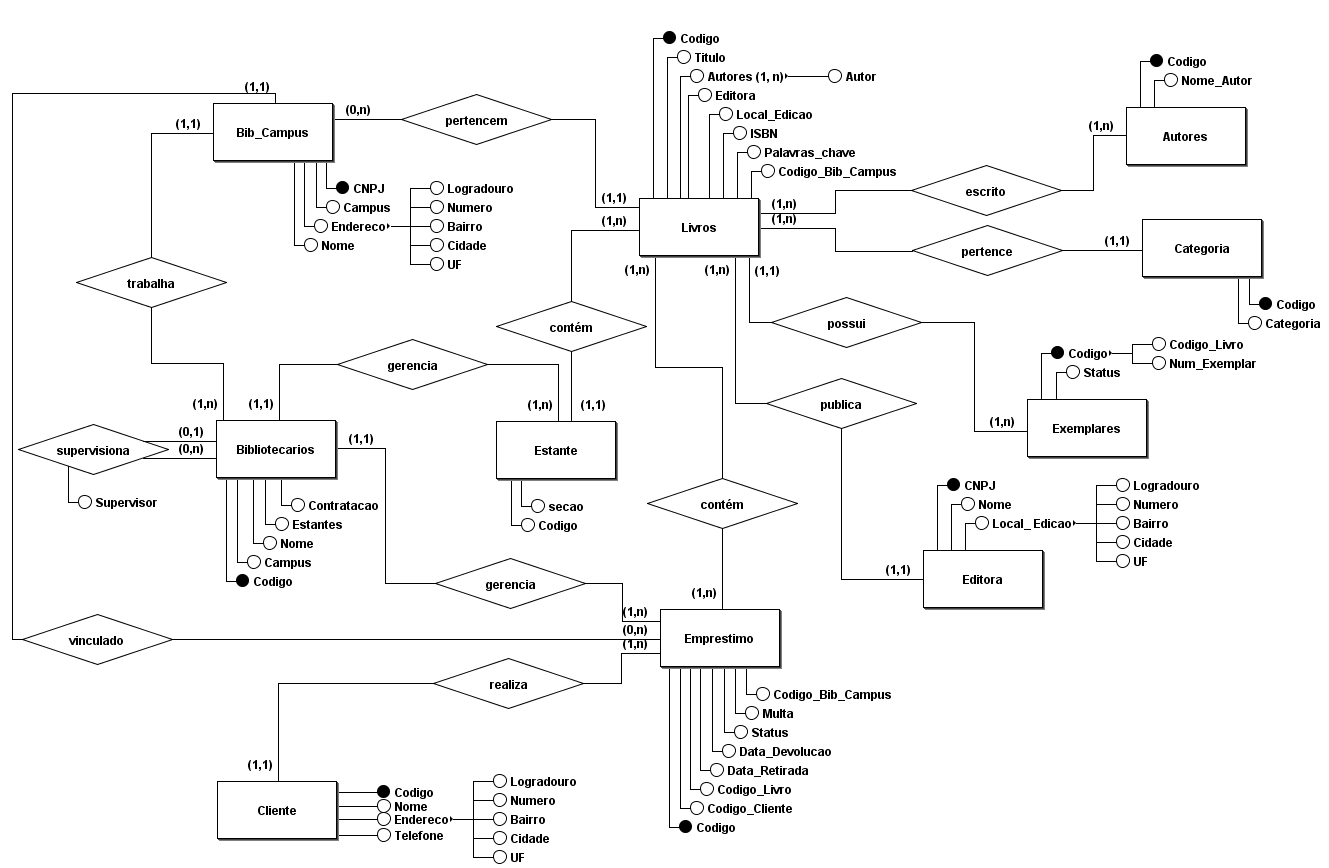 Codigo
Titulo
Autores (1, n)
Autor
Editora
Local_Edicao
ISBN
Palavras_chave
Codigo_Bib_Campus
Codigo
Nome_Autor
(1,n)
Autores
(1,1)
(0,n)
(1,1)
Bib_Campus
pertencem
CNPJ
Campus
Endereco
Nome
Logradouro
Numero
Bairro
Cidade
UF
(1,1)
(1,n)
(1,n)
(1,n)
Livros
(1,n)
(1,n)
(1,1)
escrito
pertence
(1,1)
Categoria
Codigo
Categoria
trabalha
contém
possui
Codigo
Status
Codigo_Livro
Num_Exemplar
(1,n)
Exemplares
gerencia
publica
(1,n)
(1,1)
(1,n)
(1,1)
supervisiona
(0,1)
(0,n)
Supervisor
Bibliotecarios
(1,1)
Estante
secao
Codigo
Contratacao
Estantes
Nome
Campus
Codigo
contém
CNPJ
Nome
Local_ Edicao
Logradouro
Numero
Bairro
Cidade
UF
(1,1)
Editora
gerencia
(1,n)
(1,n)
(0,n)
(1,n)
Emprestimo
vinculado
realiza
Codigo_Bib_Campus
Multa
Status
Data_Devolucao
Data_Retirada
Codigo_Livro
Codigo_Cliente
Codigo
(1,1)
Cliente
Codigo
Nome
Endereco
Telefone
Logradouro
Numero
Bairro
Cidade
UF